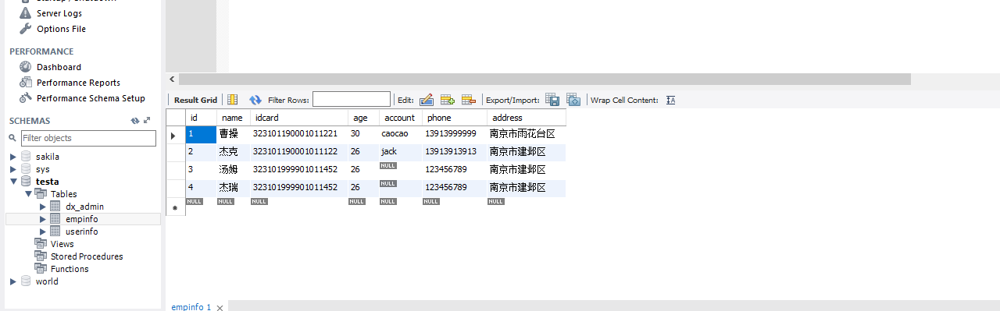 Server Logs
Options File
PERFORMANCE
Dashboard
Performance Reports
Performance Schema Setup
SCHEMAS
Filter objects
sakila
sys
testa
Tables
dx_admin
empinfo
userinfo
Views
Stored Procedures
Functions
world
Result Grid Filter Rows: Edit: Export/Import: Wrap Cell Content:
id name idcard age account phone address
1 曹操 323101190001011221 30 caocao 13913999999 南京市雨花台区
2 杰克 323101190001011122 26 jack 13913913913 南京市建邺区
3 汤姆 323101999901011452 26 NULL 123456789 南京市建邺区
4 杰瑞 323101999901011452 26 NULL 123456789 南京市建邺区
NULL NULL NULL NULL NULL NULL NULL
empinfo 1